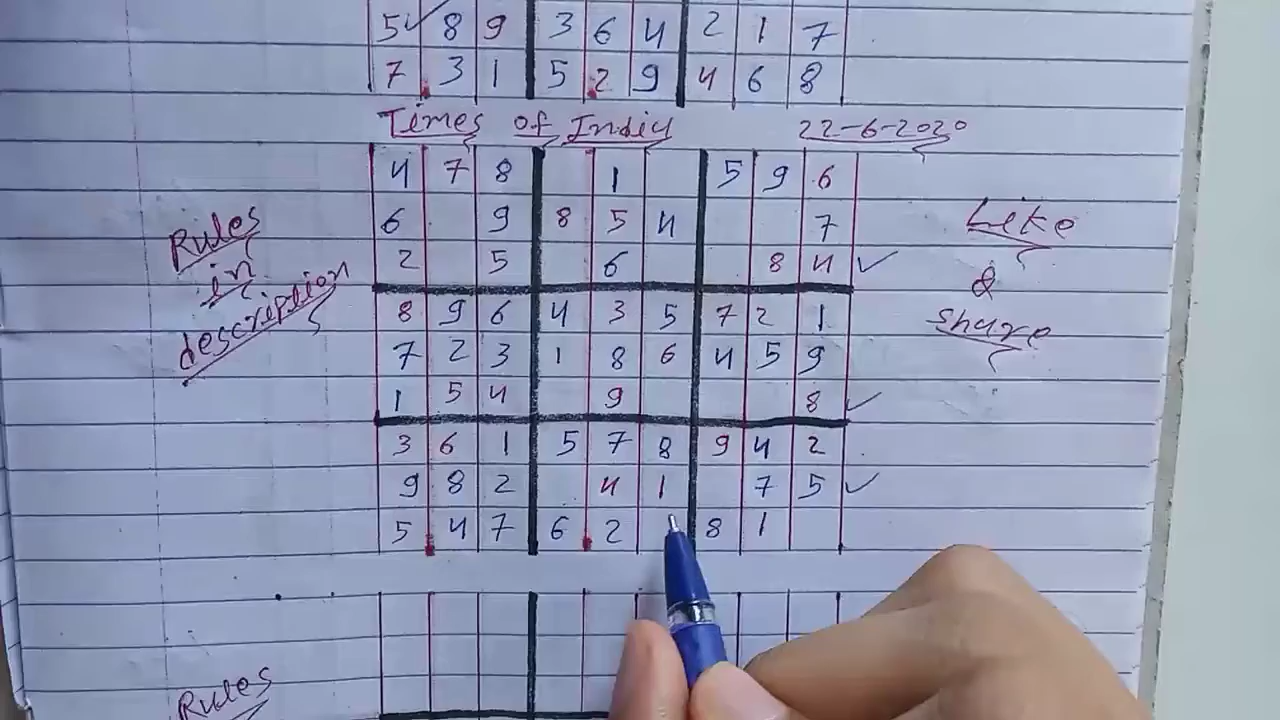 5 8 9 3 6 4 2 1 7
7 3 1 5 2 9 4 6 8
Times of India 22-6-2020
4 7 8 1 5 9 6
6 9 8 5 4 7
2 5 6 8 4
8 9 6 4 3 5 7 2 1
7 2 3 1 8 6 4 5 9
1 5 4 9 8
3 6 1 5 7 8 9 4 2
9 8 2 4 1 7 5
5 4 7 6 2 8 1
Rules
in
description
Like
&
share
Rules